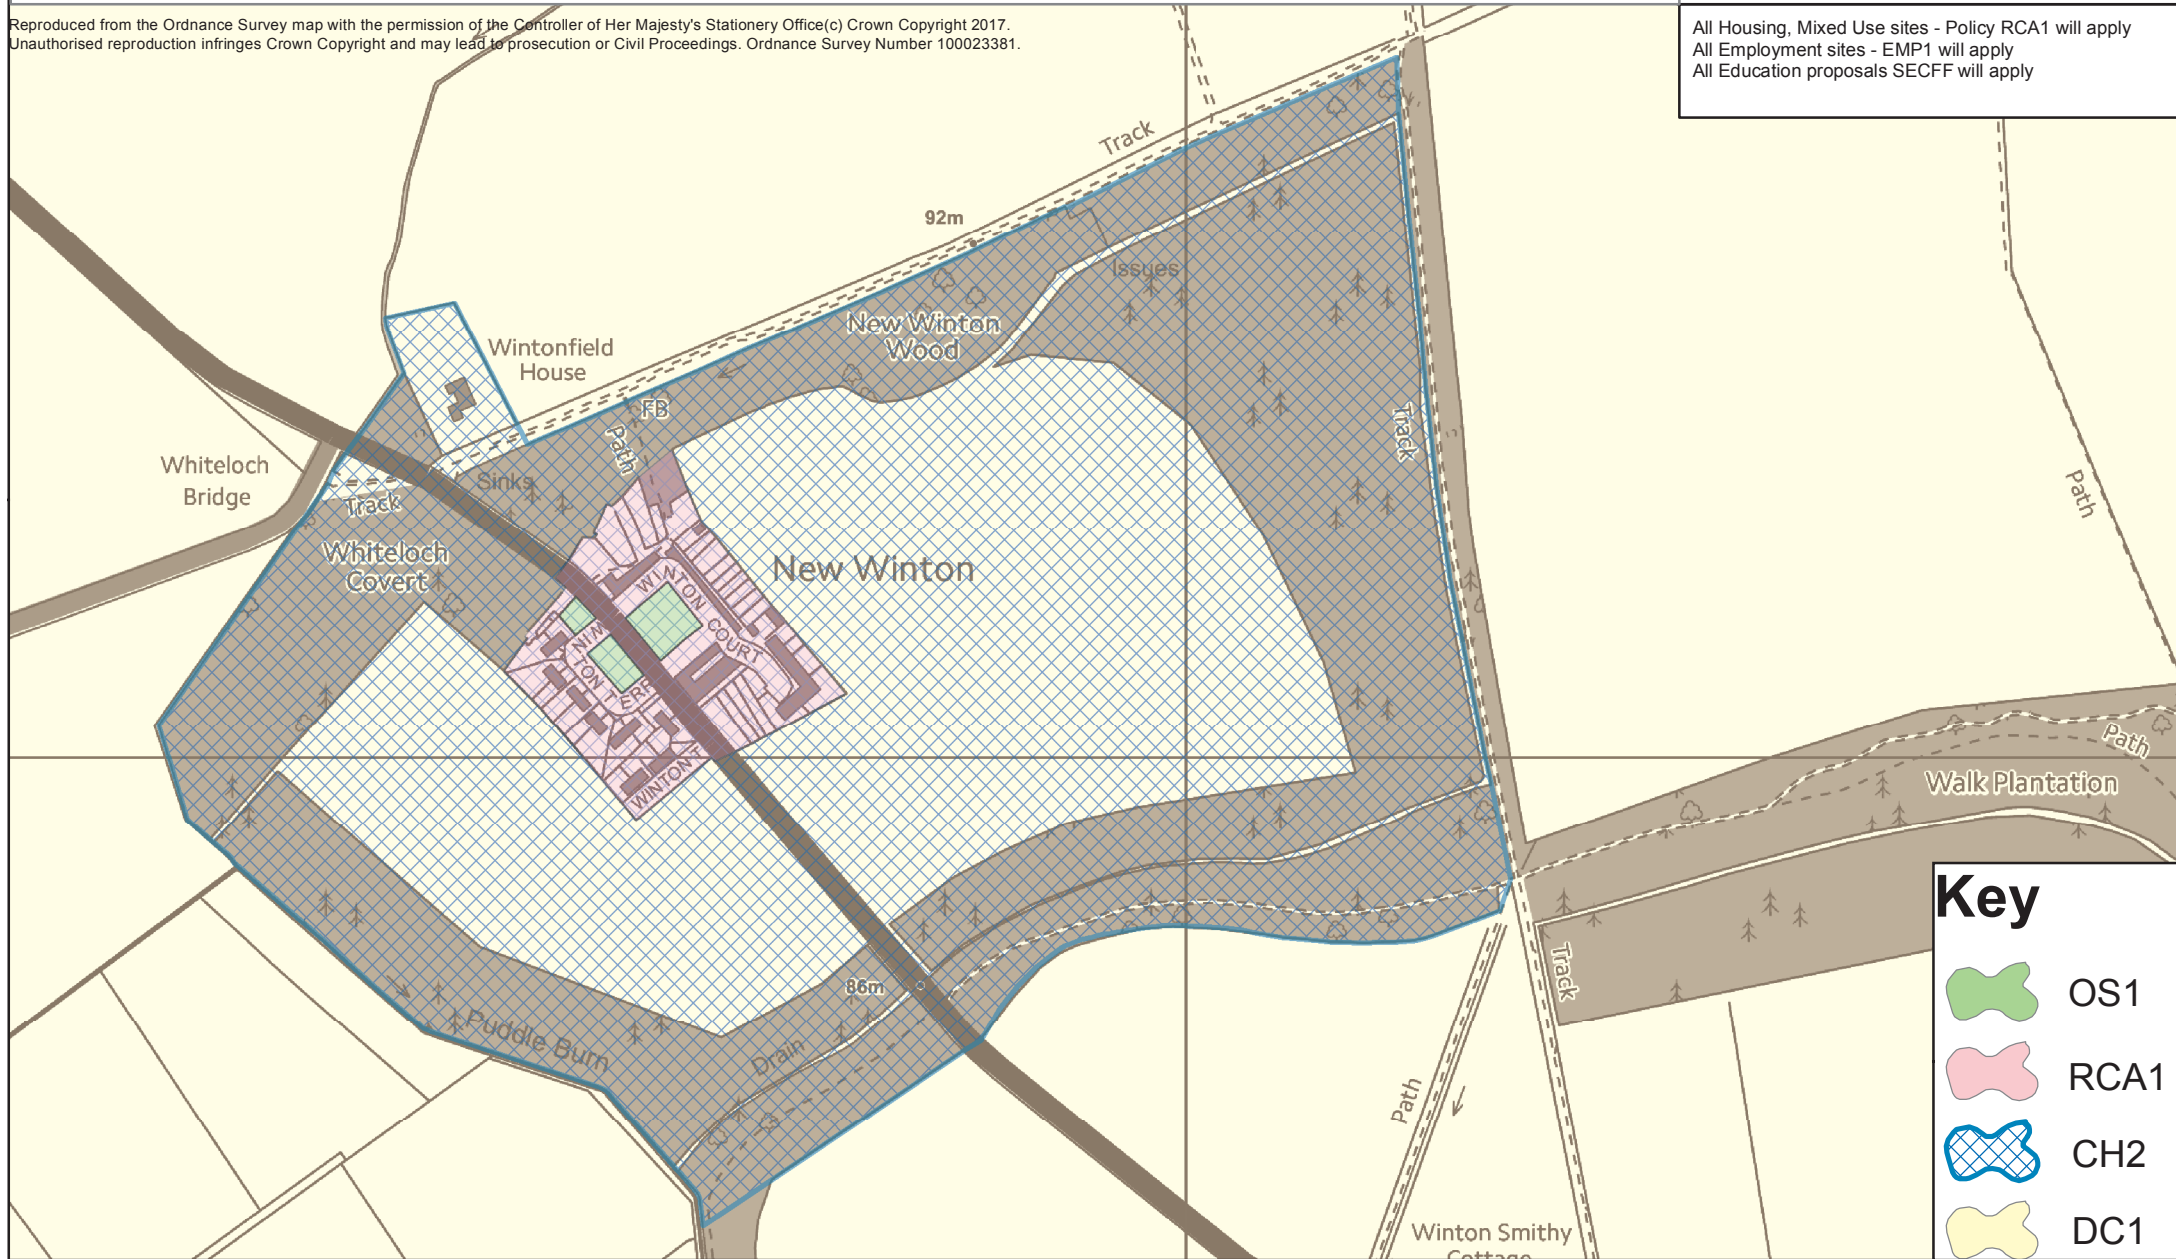 Reproduced from the Ordnance Survey map with the permission of the Controller of Her Majesty's Stationery Office(c) Crown Copyright 2017.
Unauthorised reproduction infringes Crown Copyright and may lead to prosecution or Civil Proceedings. Ordnance Survey Number 100023381.
All Housing, Mixed Use sites - Policy RCA1 will apply
All Employment sites - EMP1 will apply
All Education proposals SECFF will apply
Track
92m
Issues
New Winton
Wood
Wintonfield
House
FB
Path
Track
Whiteloch
Bridge
Sinks
Track
Path
Whiteloch
Covert
New Winton
WINTON COURT
WINTON TERR
WINTON T
Path
Walk Plantation
86m
Track
Puddle Burn
Drain
Path
Winton Smithy
Cottage
Key
OS1
RCA1
CH2
DC1